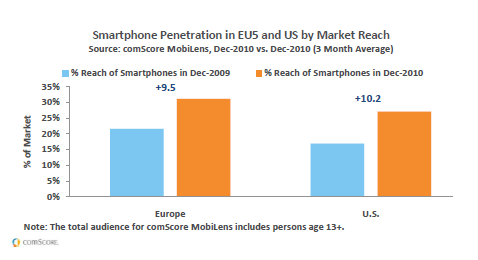 Smartphone Penetration in EU5 and US by Market Reach
Source: comScore MobiLens, Dec-2010 vs. Dec-2010 (3 Month Average)
% Reach of Smartphones in Dec-2009 % Reach of Smartphones in Dec-2010
+9.5
+10.2
35%
30%
25%
20%
15%
10%
5%
0%
% of Market
Europe U.S.
Note: The total audience for comScore MobiLens includes persons age 13+.
comScore.